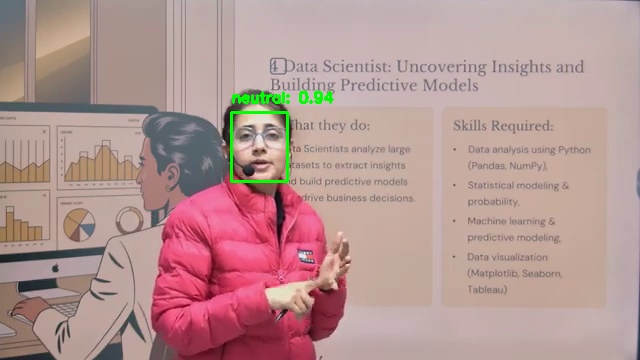 4 Data Scientist: Uncovering Insights and
Building Predictive Models
neutral: 0.94
hat they do:
Scientists analyze large
datasets to extract insights
and build predictive models
drive business decisions.
Skills Required:
• Data analysis using Python
(Pandas, NumPy),
• Statistical modeling &
probability,
• Machine learning &
predictive modeling,
• Data visualization
(Matplotlib, Seaborn,
Tableau)